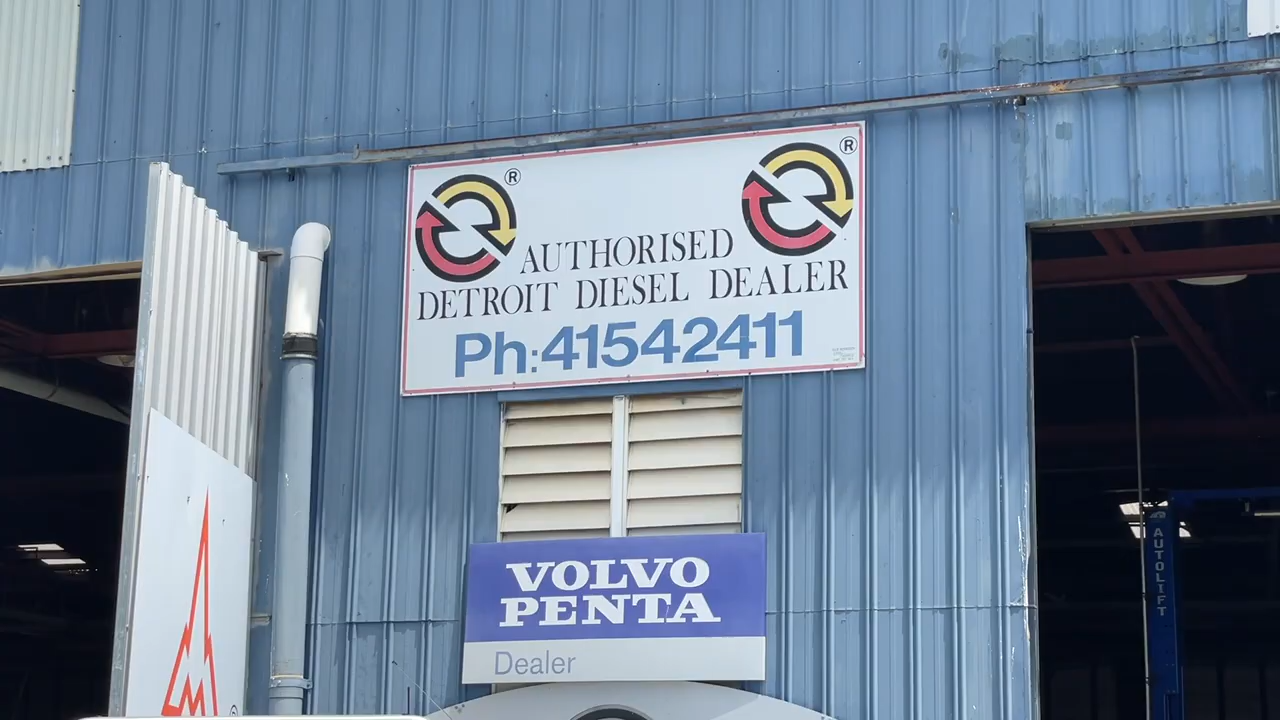 ®
®
AUTHORISED
DETROIT DIESEL DEALER
Ph:41542411
VOLVO
PENTA
Dealer
AUTOLIFT
®